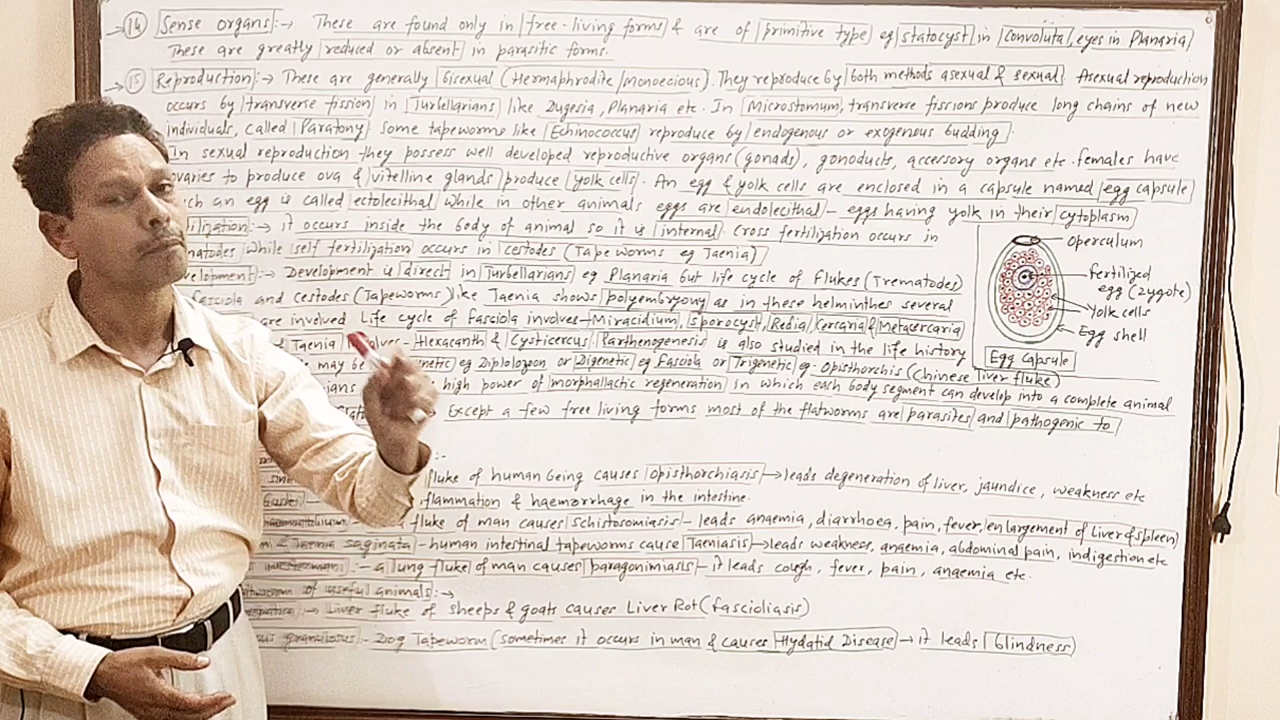 14 Sense organs:→ These are found only in free-living forms & are of primitive type eg statocyst in Convoluta, eyes in Planaria
These are greatly reduced or absent in parasitic forms.
15 Reproduction:→ These are generally bisexual (Hermaphrodite/monoecious). They reproduce by both methods asexual & sexual. Asexual reproduction
occurs by transverse fission in Turbellarians like Dugesia, Planaria etc. In Microstomum, transverse fissions produce long chains of new
individuals, called Paratony. Some tapeworms like Echinococcus reproduce by endogenous or exogenous budding.
In sexual reproduction they possess well developed reproductive organs (gonads), gonoducts, accessory organs etc. females have
ovaries to produce ova & vitelline glands produce yolk cells. An egg & yolk cells are enclosed in a capsule named egg capsule
ch an egg is called ectolecithal while in other animals eggs are endolecithal - eggs having yolk in their cytoplasm
ilization:→ it occurs inside the body of animal so it is internal. Cross fertilization occurs in
matodes while self fertilization occurs in cestodes (Tape worms eg Taenia)
velopment:→ Development is direct in Turbellarians eg Planaria but life cycle of Flukes (Trematodes)
Fasciola and cestodes (Tapeworms) like Taenia shows polyembryony as in these helminthes several
are involved Life cycle of fasciola involves - Miracidium, Sporocyst, Redia, Cercaria & Metacercaria
Taenia involves - Hexacanth & Cysticercus Parthenogenesis is also studied in the life history
may be netic eg Diplolozon or Digenetic eg Fasciola or Trigenetic eg - Opisthorchis (Chinese liver fluke)
ians high power of morphallactic regeneration in which each body segment can develop into a complete animal
Except a few free living forms most of the flatworms are parasites and pathogenic to
:-
fluke of human being causes Opisthorchiasis → leads degeneration of liver, jaundice, weakness etc
flammation & haemorrhage in the intestine.
fluke of man causes Schistosomiasis - leads anaemia, diarrhoea, pain, fever, enlargement of Liver & spleen)
Taenia saginata - human intestinal tapeworms cause Taeniasis → leads weakness, anaemia, abdominal pain, indigestion etc
:- a lung fluke of man causes paragonimiasis - it leads cough, fever, pain, anaemia etc.
of useful animals:→
:→ Liver fluke of sheeps & goats causes Liver Rot (fascioliasis)
granulosus - Dog Tapeworm (sometimes it occurs in man & causes Hydatid Disease → it leads blindness)
operculum
Fertilized
egg (zygote)
Yolk cells
Egg shell
Egg Capsule